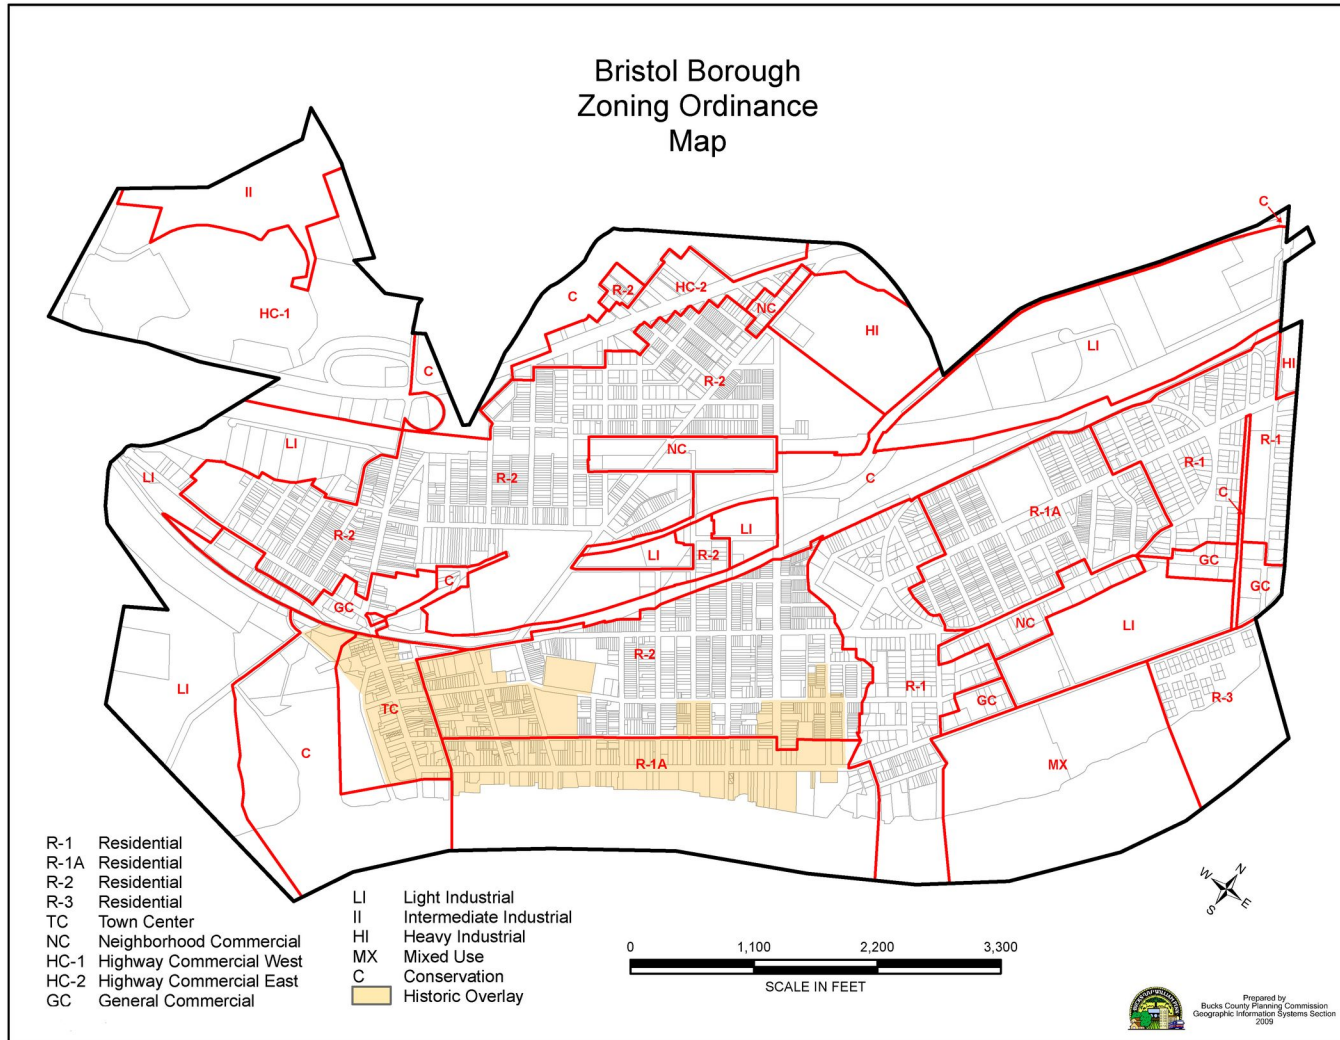 Bristol Borough
Zoning Ordinance
Map
II
HC-1
C
C
R-2
HC-2
NC
HI
C
LI
HI
R-2
LI
LI
NC
R-2
C
R-1
R-1
R-1A
C
R-2
LI
R-2
LI
C
GC
GC
GC
NC
LI
R-2
R-1
GC
R-3
LI
TC
C
R-1A
MX
R-1 Residential
R-1A Residential
R-2 Residential
R-3 Residential
TC Town Center
NC Neighborhood Commercial
HC-1 Highway Commercial West
HC-2 Highway Commercial East
GC General Commercial
LI Light Industrial
II Intermediate Industrial
HI Heavy Industrial
MX Mixed Use
C Conservation
Historic Overlay
0 1,100 2,200 3,300
SCALE IN FEET
N
W
E
S
Prepared by
Bucks County Planning Commission
Geographic Information Systems Section
2009